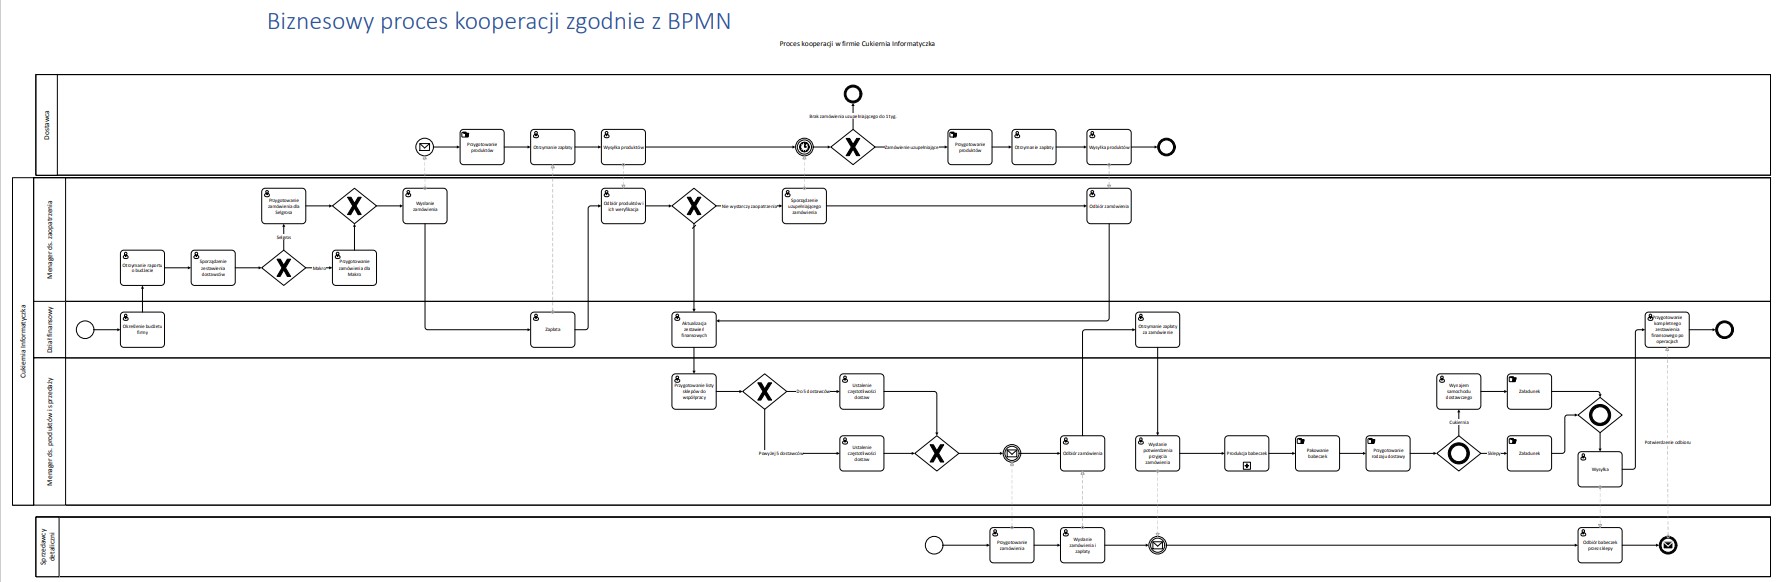 Biznesowy proces kooperacji zgodnie z BPMN
Proces kooperacji w firmie Cukiernia Informatyczka
Dostawca
Brak zamówienia uzupełniającego do 1 tyg.
Przygotowanie
produktów
Otrzymanie zapłaty
Wysyłka produktów
Zamówienie uzupełniające
Przygotowanie
produktów
Otrzymanie zapłaty
Wysyłka produktów
Cukiernia Informatyczka
Menager ds. zaopatrzenia
Przygotowanie
zamówienia dla
Selgrosa
Wysłanie
zamówienia
Odbiór produktów i
ich weryfikacja
Nie wystarczy zaopatrzenia
Sporządzenie
uzupełniającego
zamówienia
Odbiór zamówienia
Selgros
Otrzymanie raportu
o budżecie
Sporządzenie
zestawienia
dostawców
Makro
Przygotowanie
zamówienia dla
Makro
Dział finansowy
Określenie budżetu
firmy
Zapłata
Aktualizacja
zestawień
finansowych
Otrzymanie zapłaty
za zamówienie
Przygotowanie
kompletnego
zestawienia
finansowego po
operacjach
Menager ds. produktów i sprzedaży
Przygotowanie listy
sklepów do
współpracy
Do 5 dostawców
Ustalenie
częstotliwości
dostaw
Wynajem
samochodu
dostawczego
Załadunek
Cukiernia
Powyżej 5 dostawców
Ustalenie
częstotliwości
dostaw
Odbiór zamówienia
Wysłanie
potwierdzenia
przyjęcia
zamówienia
Produkcja babeczek
Pakowanie
babeczek
Przygotowanie
rodzaju dostawy
Sklepy
Załadunek
Wysyłka
Potwierdzenie odbioru
Sprzedawcy
detaliczni
Przygotowanie
zamówienia
Wysłanie
zamówienia i
zapłaty
Odbiór babeczek
przez sklepy